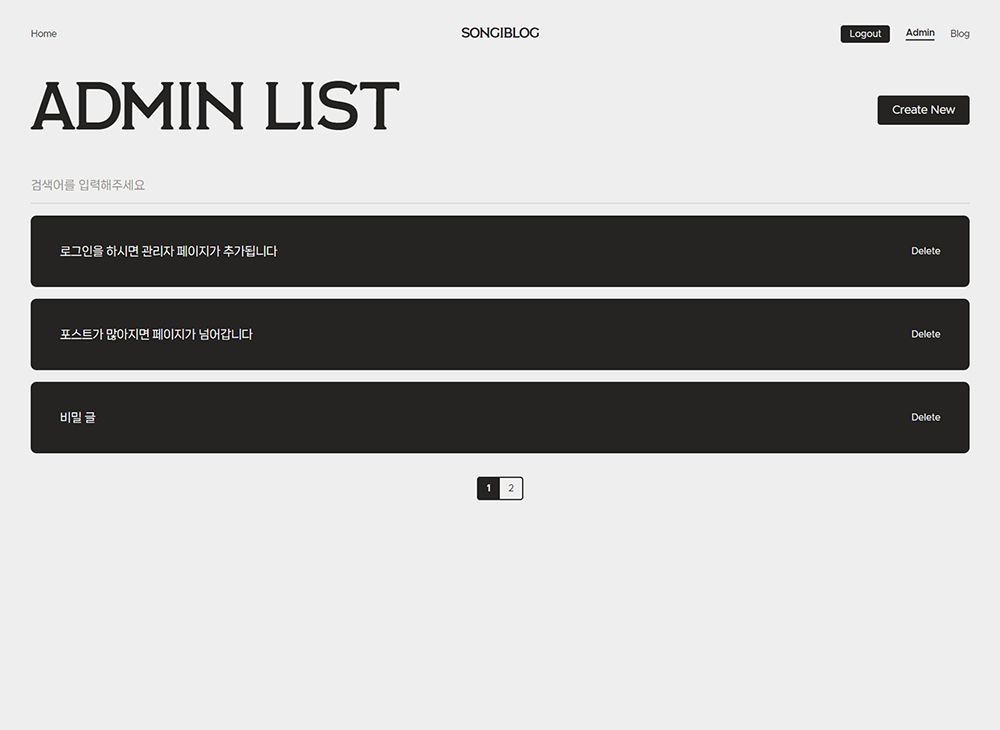 Home
SONGIBLOG
Logout
Admin
Blog
ADMIN LIST
Create New
검색어를 입력해주세요
로그인을 하시면 관리자 페이지가 추가됩니다
Delete
포스트가 많아지면 페이지가 넘어갑니다
Delete
비밀 글
Delete
1
2